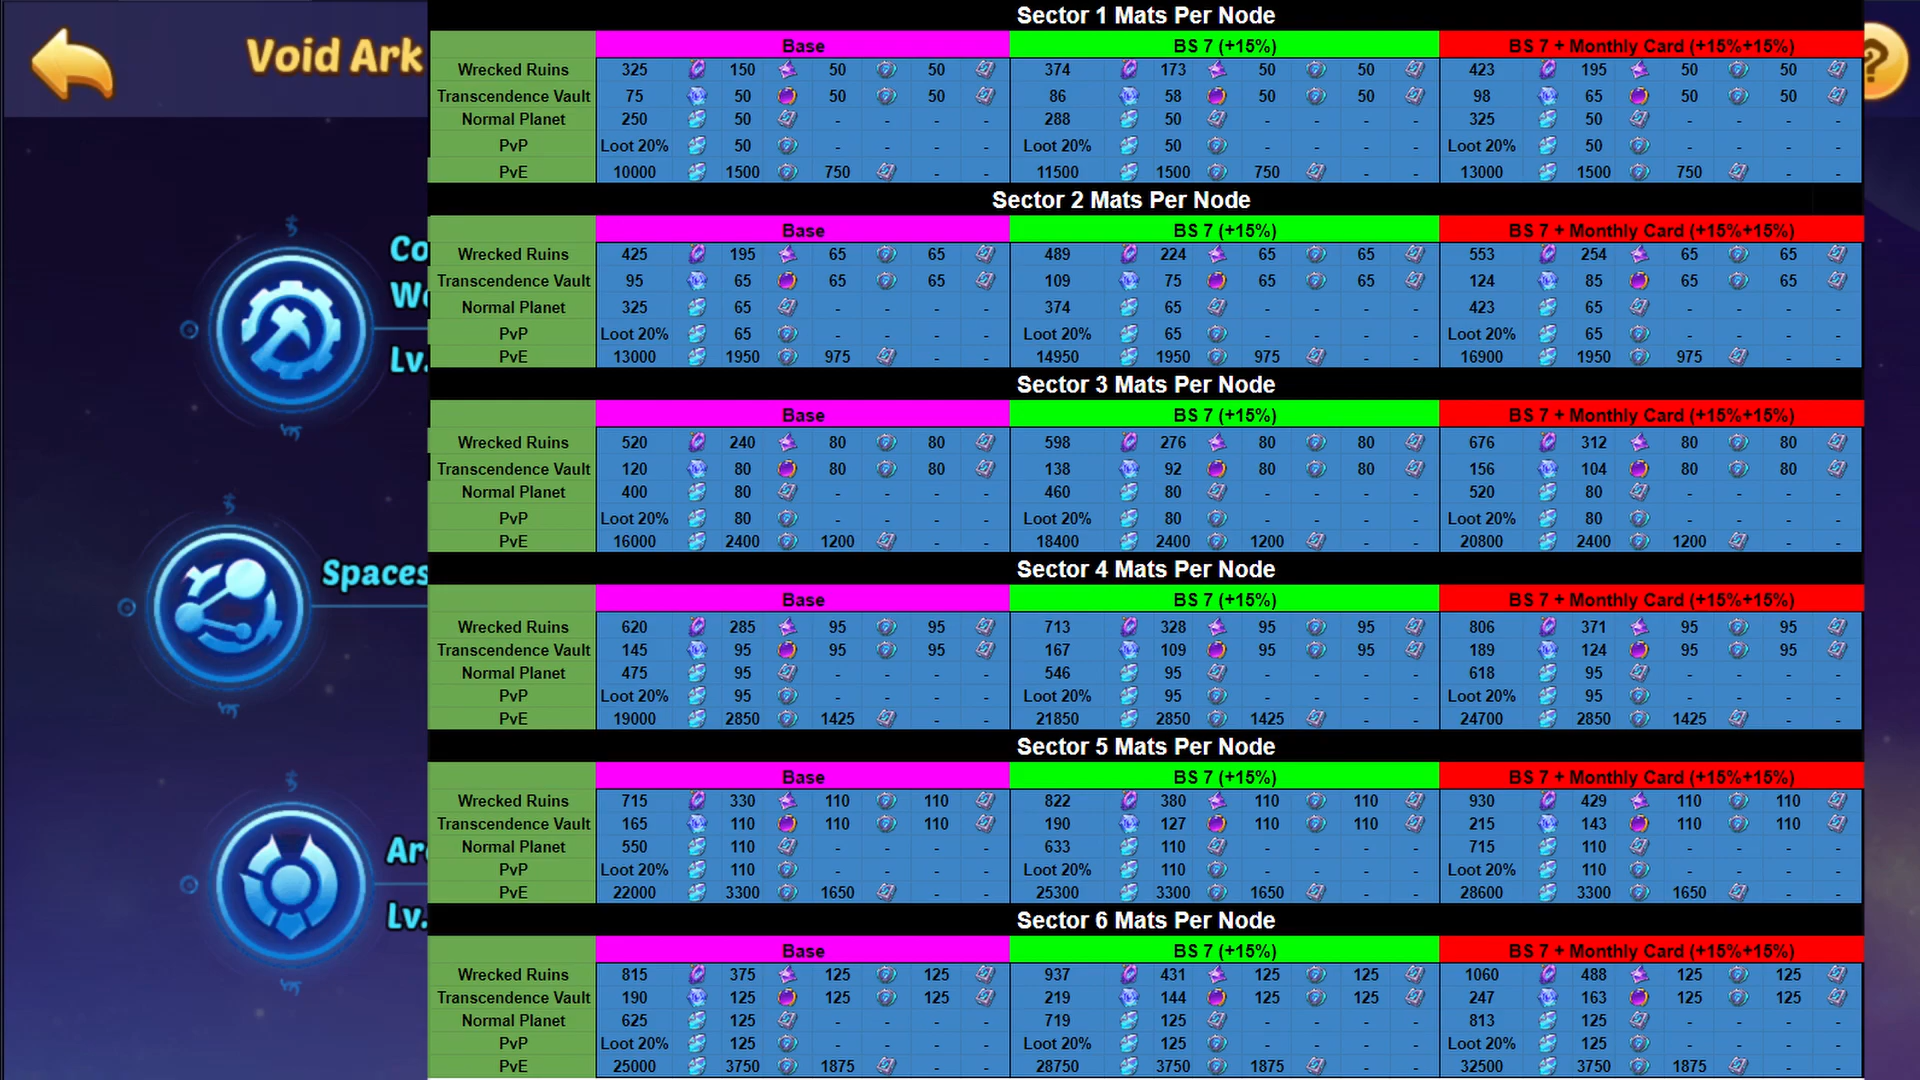 Void Ark
?
Co
Wo
Lv.
Spaces
Ar
Lv.
Sector 1 Mats Per Node
Base BS 7 (+15%) BS 7 + Monthly Card (+15%+15%)
Wrecked Ruins 325 150 50 50 374 173 50 50 423 195 50 50
Transcendence Vault 75 50 50 50 86 58 50 50 98 65 50 50
Normal Planet 250 50 - - - - 288 50 - - - - 325 50 - - - -
PvP Loot 20% 50 - - - - Loot 20% 50 - - - - Loot 20% 50 - - - -
PvE 10000 1500 750 - - 11500 1500 750 - - 13000 1500 750 - -
Sector 2 Mats Per Node
Base BS 7 (+15%) BS 7 + Monthly Card (+15%+15%)
Wrecked Ruins 425 195 65 65 489 224 65 65 553 254 65 65
Transcendence Vault 95 65 65 65 109 75 65 65 124 85 65 65
Normal Planet 325 65 - - - - 374 65 - - - - 423 65 - - - -
PvP Loot 20% 65 - - - - Loot 20% 65 - - - - Loot 20% 65 - - - -
PvE 13000 1950 975 - - 14950 1950 975 - - 16900 1950 975 - -
Sector 3 Mats Per Node
Base BS 7 (+15%) BS 7 + Monthly Card (+15%+15%)
Wrecked Ruins 520 240 80 80 598 276 80 80 676 312 80 80
Transcendence Vault 120 80 80 80 138 92 80 80 156 104 80 80
Normal Planet 400 80 - - - - 460 80 - - - - 520 80 - - - -
PvP Loot 20% 80 - - - - Loot 20% 80 - - - - Loot 20% 80 - - - -
PvE 16000 2400 1200 - - 18400 2400 1200 - - 20800 2400 1200 - -
Sector 4 Mats Per Node
Base BS 7 (+15%) BS 7 + Monthly Card (+15%+15%)
Wrecked Ruins 620 285 95 95 713 328 95 95 806 371 95 95
Transcendence Vault 145 95 95 95 167 109 95 95 189 124 95 95
Normal Planet 475 95 - - - - 546 95 - - - - 618 95 - - - -
PvP Loot 20% 95 - - - - Loot 20% 95 - - - - Loot 20% 95 - - - -
PvE 19000 2850 1425 - - 21850 2850 1425 - - 24700 2850 1425 - -
Sector 5 Mats Per Node
Base BS 7 (+15%) BS 7 + Monthly Card (+15%+15%)
Wrecked Ruins 715 330 110 110 822 380 110 110 930 429 110 110
Transcendence Vault 165 110 110 110 190 127 110 110 215 143 110 110
Normal Planet 550 110 - - - - 633 110 - - - - 715 110 - - - -
PvP Loot 20% 110 - - - - Loot 20% 110 - - - - Loot 20% 110 - - - -
PvE 22000 3300 1650 - - 25300 3300 1650 - - 28600 3300 1650 - -
Sector 6 Mats Per Node
Base BS 7 (+15%) BS 7 + Monthly Card (+15%+15%)
Wrecked Ruins 815 375 125 125 937 431 125 125 1060 488 125 125
Transcendence Vault 190 125 125 125 219 144 125 125 247 163 125 125
Normal Planet 625 125 - - - - 719 125 - - - - 813 125 - - - -
PvP Loot 20% 125 - - - - Loot 20% 125 - - - - Loot 20% 125 - - - -
PvE 25000 3750 1875 - - 28750 3750 1875 - - 32500 3750 1875 - -